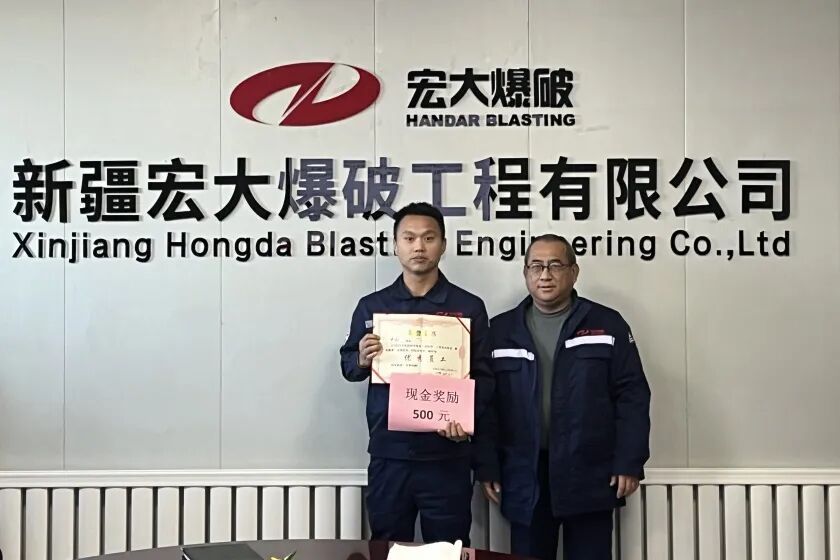 宏大爆破
HANDAR BLASTING
新疆宏大爆破工程有限公司
Xinjiang Hongda Blasti Engineering Co.,Ltd
优秀员工
现金奖励
500 元